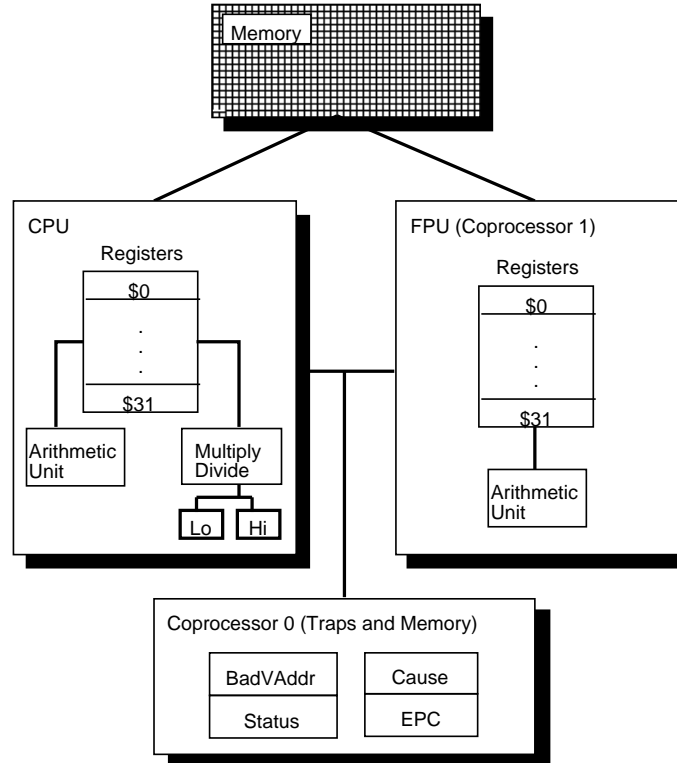 Memory
CPU
Registers
$0
.
.
.
$31
Arithmetic
Unit
Multiply
Divide
Lo
Hi
FPU (Coprocessor 1)
Registers
$0
.
.
.
$31
Arithmetic
Unit
Coprocessor 0 (Traps and Memory)
BadVAddr
Cause
Status
EPC